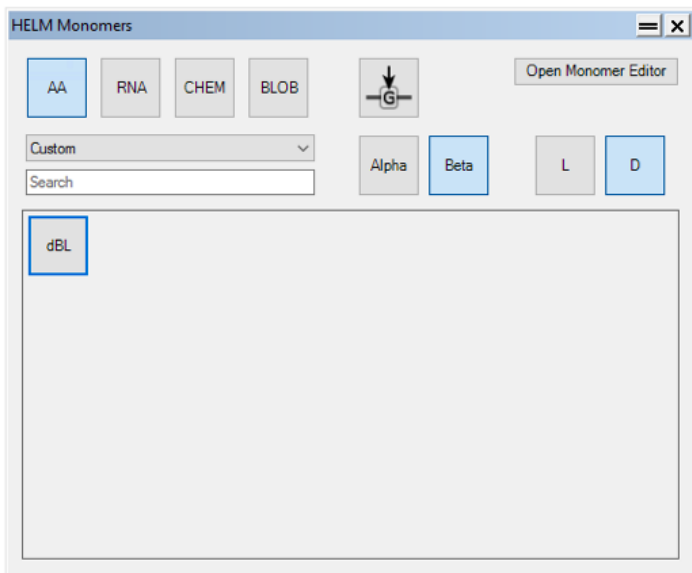 HELM Monomers
AA RNA CHEM BLOB G Open Monomer Editor
Custom
Search
Alpha Beta L D
dBL